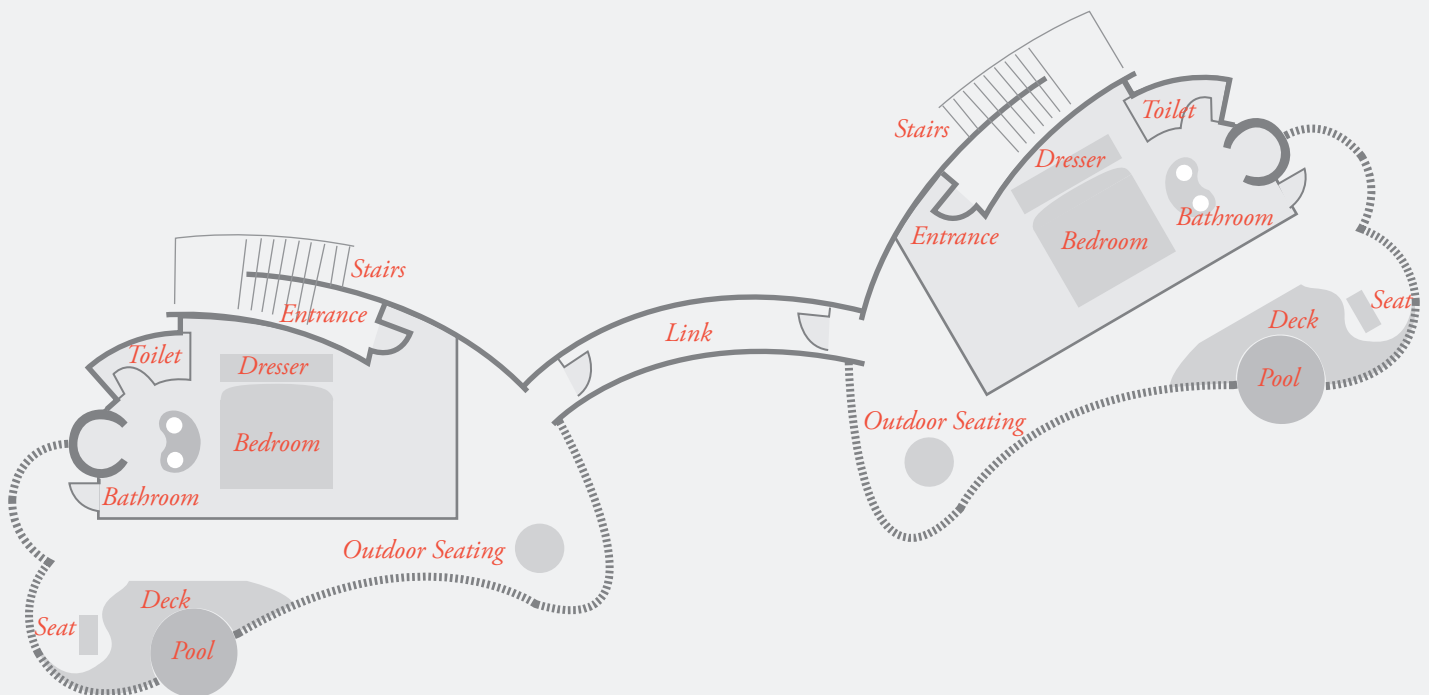 Stairs
Entrance
Toilet
Dresser
Bedroom
Bathroom
Outdoor Seating
Deck
Seat
Pool
Link
Stairs
Toilet
Dresser
Bathroom
Entrance
Bedroom
Seat
Deck
Pool
Outdoor Seating